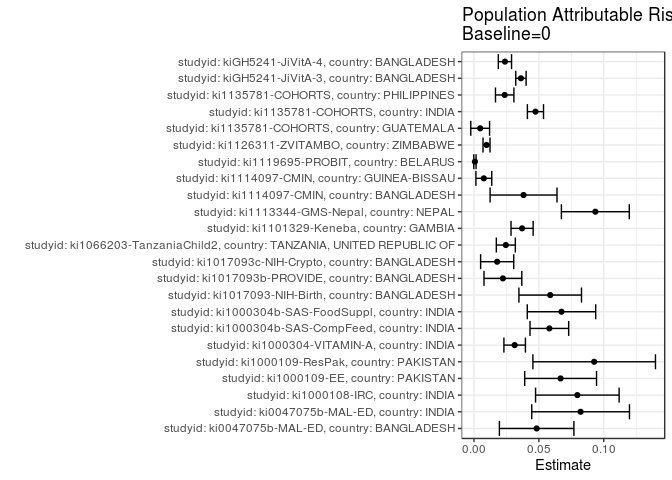 Population Attributable Ris
Baseline=0
studyid: kiGH5241-JiVitA-4, country: BANGLADESH
studyid: kiGH5241-JiVitA-3, country: BANGLADESH
studyid: ki1135781-COHORTS, country: PHILIPPINES
studyid: ki1135781-COHORTS, country: INDIA
studyid: ki1135781-COHORTS, country: GUATEMALA
studyid: ki1126311-ZVITAMBO, country: ZIMBABWE
studyid: ki1119695-PROBIT, country: BELARUS
studyid: ki1114097-CMIN, country: GUINEA-BISSAU
studyid: ki1114097-CMIN, country: BANGLADESH
studyid: ki1113344-GMS-Nepal, country: NEPAL
studyid: ki1101329-Keneba, country: GAMBIA
studyid: ki1066203-TanzaniaChild2, country: TANZANIA, UNITED REPUBLIC OF
studyid: ki1017093c-NIH-Crypto, country: BANGLADESH
studyid: ki1017093b-PROVIDE, country: BANGLADESH
studyid: ki1017093-NIH-Birth, country: BANGLADESH
studyid: ki1000304b-SAS-FoodSuppl, country: INDIA
studyid: ki1000304b-SAS-CompFeed, country: INDIA
studyid: ki1000304-VITAMIN-A, country: INDIA
studyid: ki1000109-ResPak, country: PAKISTAN
studyid: ki1000109-EE, country: PAKISTAN
studyid: ki1000108-IRC, country: INDIA
studyid: ki0047075b-MAL-ED, country: INDIA
studyid: ki0047075b-MAL-ED, country: BANGLADESH
0.00 0.05 0.10
Estimate